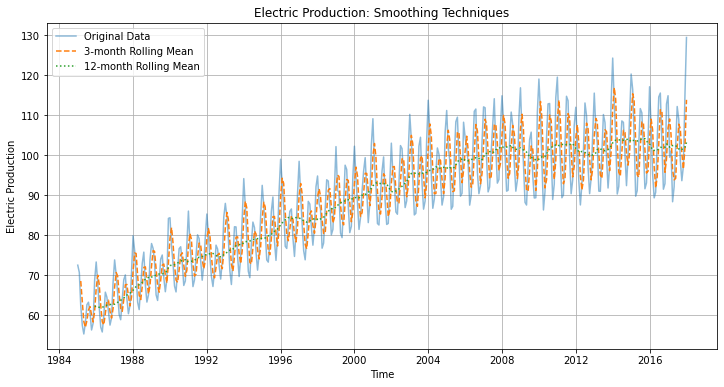 Electric Production: Smoothing Techniques
Original Data
3-month Rolling Mean
12-month Rolling Mean
Electric Production
130
120
110
100
90
80
70
60
1984 1988 1992 1996 2000 2004 2008 2012 2016
Time